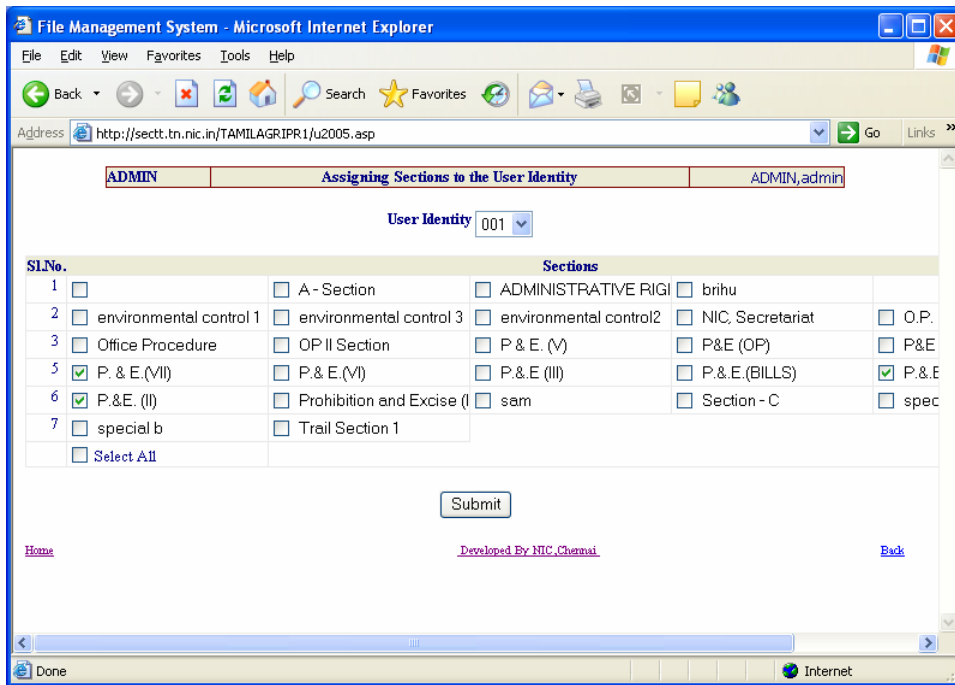 File Management System - Microsoft Internet Explorer
File Edit View Favorites Tools Help
Back Search Favorites
Address http://sectt.tn.nic.in/TAMILAGRIPR1/u2005.asp Go Links »
ADMIN Assigning Sections to the User Identity ADMIN,admin
User Identity 001
Sl.No. Sections
1 A - Section ADMINISTRATIVE RIGI brihu
2 environmental control 1 environmental control 3 environmental control2 NIC, Secretariat O.P.
3 Office Procedure OP II Section P & E. (V) P&E (OP) P&E
5 P. & E.(VII) P.& E.(VI) P.&.E (III) P.&.E.(BILLS) P.&.E
6 P.&E. (II) Prohibition and Excise (I sam Section - C spec
7 special b Trail Section 1
Select All
Submit
Home Developed By NIC,Chennai Back
Done Internet